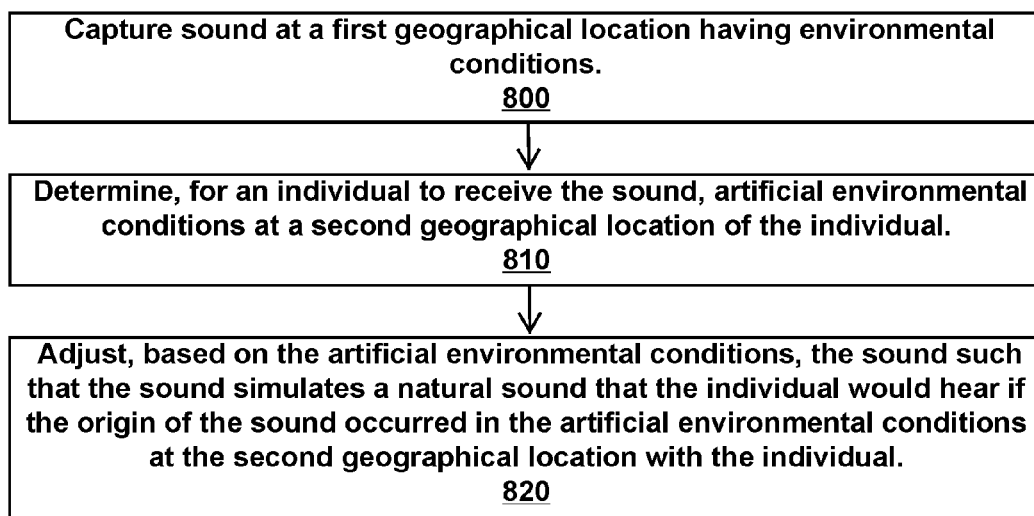 Capture sound at a first geographical location having environmental
conditions.
800
Determine, for an individual to receive the sound, artificial environmental
conditions at a second geographical location of the individual.
810
Adjust, based on the artificial environmental conditions, the sound such
that the sound simulates a natural sound that the individual would hear if
the origin of the sound occurred in the artificial environmental conditions
at the second geographical location with the individual.
820